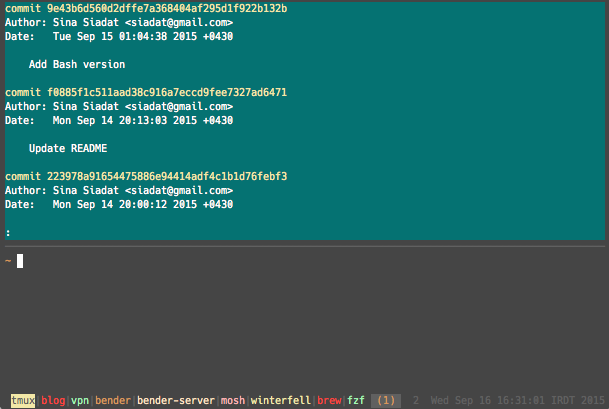 commit 9e43b6d560d2dffe7a368404af295d1f922b132b
Author: Sina Siadat <siadat@gmail.com>
Date:   Tue Sep 15 01:04:38 2015 +0430
Add Bash version
commit f0885f1c511aad38c916a7eccd9fee7327ad6471
Author: Sina Siadat <siadat@gmail.com>
Date:   Mon Sep 14 20:13:03 2015 +0430
Update README
commit 223978a91654475886e94414adf4c1b1d76febf3
Author: Sina Siadat <siadat@gmail.com>
Date:   Mon Sep 14 20:00:12 2015 +0430
:
~
tmux|blog|vpn|bender|bender-server|mosh|winterfell|brew|fzf (1) 2 Wed Sep 16 16:31:01 IRDT 2015